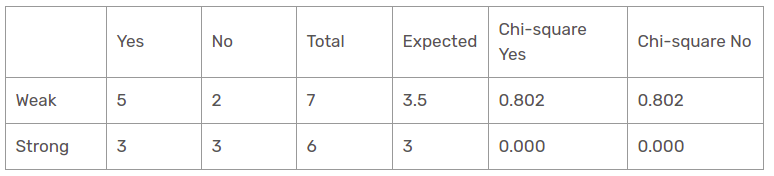 Yes No Total Expected Chi-square Yes Chi-square No
Weak 5 2 7 3.5 0.802 0.802
Strong 3 3 6 3 0.000 0.000